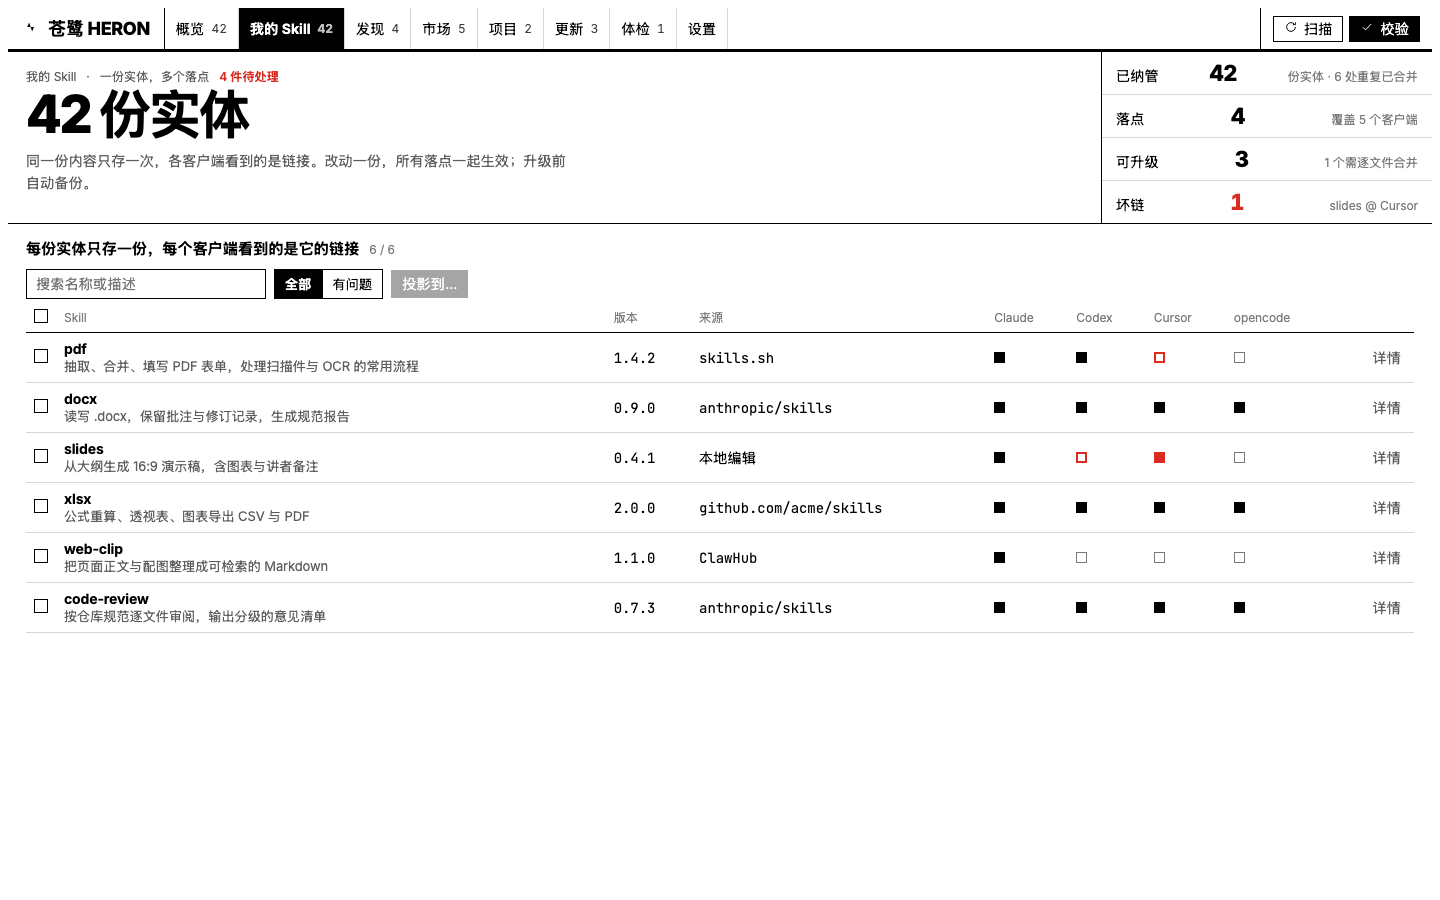 苍鹭 HERON 概览 42 我的 Skill 42 发现 4 市场 5 项目 2 更新 3 体检 1 设置 扫描 校验
我的 Skill · 一份实体，多个落点 4 件待处理
42 份实体
同一份内容只存一次，各客户端看到的是链接。改动一份，所有落点一起生效；升级前
自动备份。
已纳管 42 份实体 · 6 处重复已合并
落点 4 覆盖 5 个客户端
可升级 3 1 个需逐文件合并
坏链 1 slides @ Cursor
每份实体只存一份，每个客户端看到的是它的链接 6 / 6
搜索名称或描述 全部 有问题 投影到...
Skill 版本 来源 Claude Codex Cursor opencode
pdf
抽取、合并、填写 PDF 表单，处理扫描件与 OCR 的常用流程
1.4.2 skills.sh 详情
docx
读写 .docx，保留批注与修订记录，生成规范报告
0.9.0 anthropic/skills 详情
slides
从大纲生成 16:9 演示稿，含图表与讲者备注
0.4.1 本地编辑 详情
xlsx
公式重算、透视表、图表导出 CSV 与 PDF
2.0.0 github.com/acme/skills 详情
web-clip
把页面正文与配图整理成可检索的 Markdown
1.1.0 ClawHub 详情
code-review
按仓库规范逐文件审阅，输出分级的意见清单
0.7.3 anthropic/skills 详情